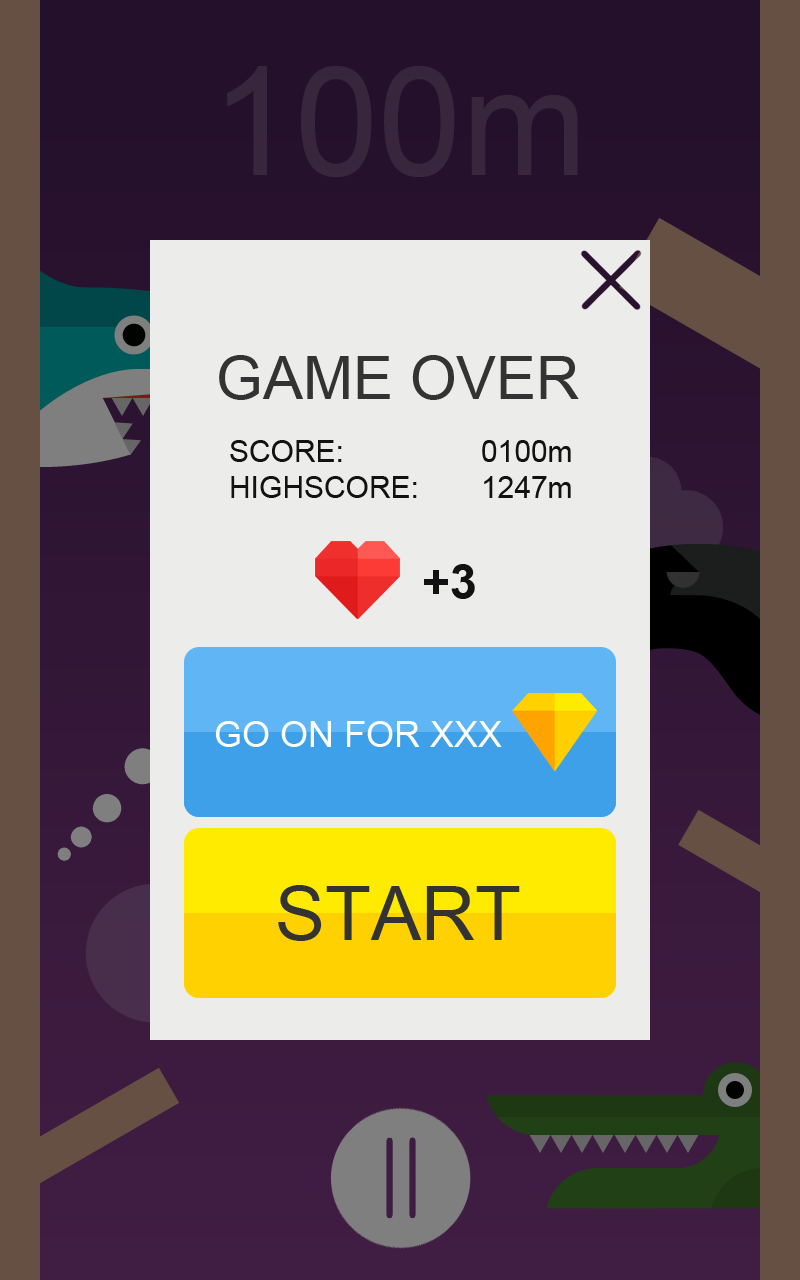 100m
GAME OVER
SCORE: 0100m
HIGHSCORE: 1247m
+3
GO ON FOR XXX
START